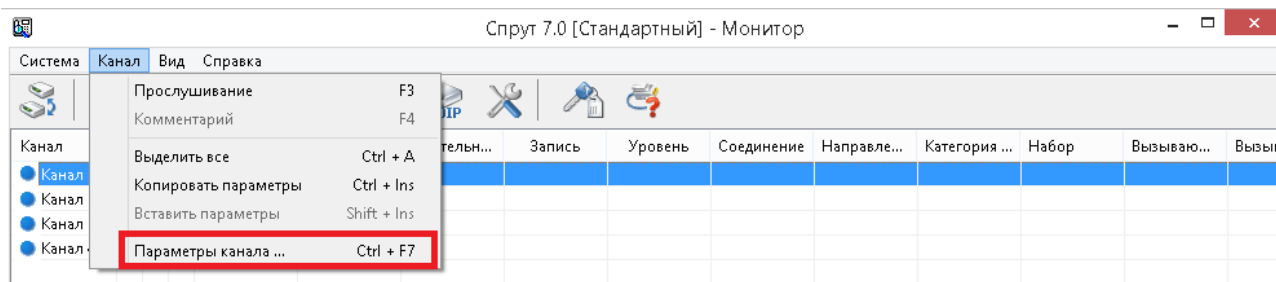 Спрут 7.0 [Стандартный] - Монитор
Система Канал Вид Справка
Прослушивание F3
Комментарий F4
Выделить все Ctrl + A
Копировать параметры Ctrl + Ins
Вставить параметры Shift + Ins
Параметры канала ... Ctrl + F7
Канал тельн... Запись Уровень Соединение Направле... Категория ... Набор Вызываю... Вызы
Канал
Канал
Канал
Канал